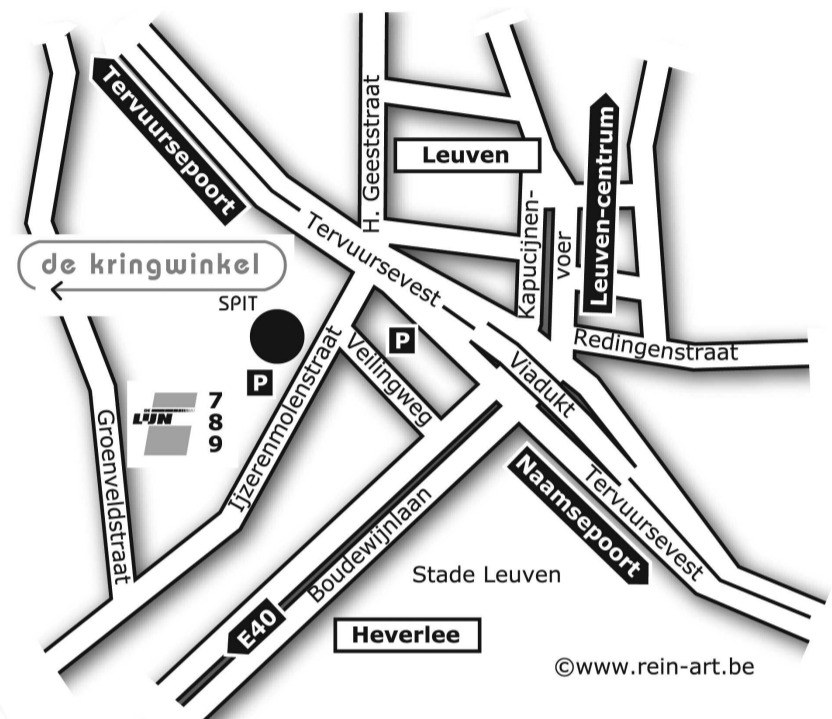 Tervuursepoort
H. Geeststraat
Leuven
Leuven-centrum
Kapucijnen-
voer
Tervuursevest
de kringwinkel
SPIT
P
P
Veilingweg
Redingenstraat
Viadukt
LIJN
7
8
9
Groenveldstraat
Ijzerenmolenstraat
Boudewijnlaan
Naamsepoort
Tervuursevest
Stade Leuven
E40
Heverlee
©www.rein-art.be